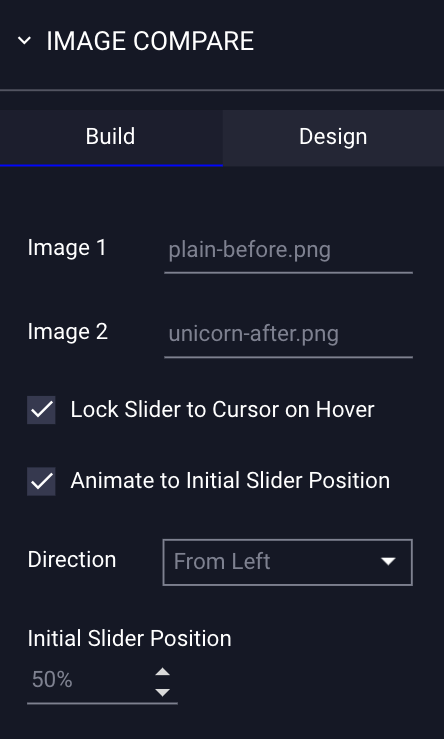 IMAGE COMPARE
Build Design
Image 1 plain-before.png
Image 2 unicorn-after.png
Lock Slider to Cursor on Hover
Animate to Initial Slider Position
Direction From Left
Initial Slider Position
50%